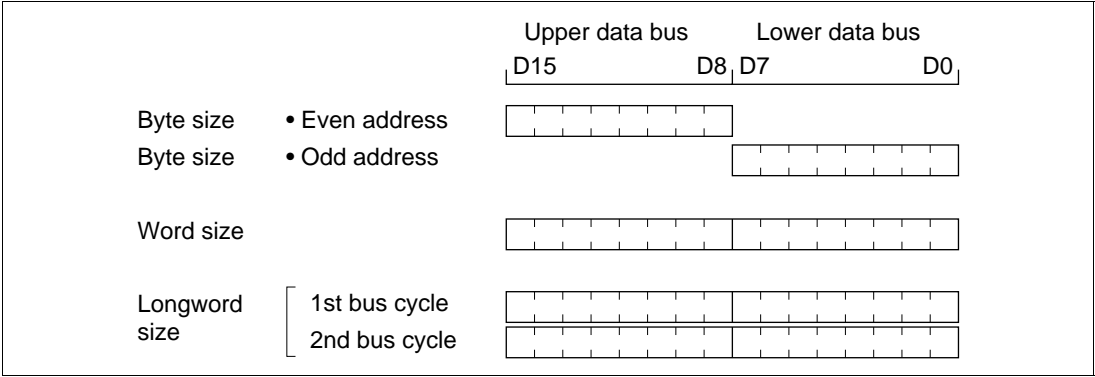 Upper data bus Lower data bus
D15 D8 D7 D0
Byte size • Even address
Byte size • Odd address
Word size
Longword size
1st bus cycle
2nd bus cycle